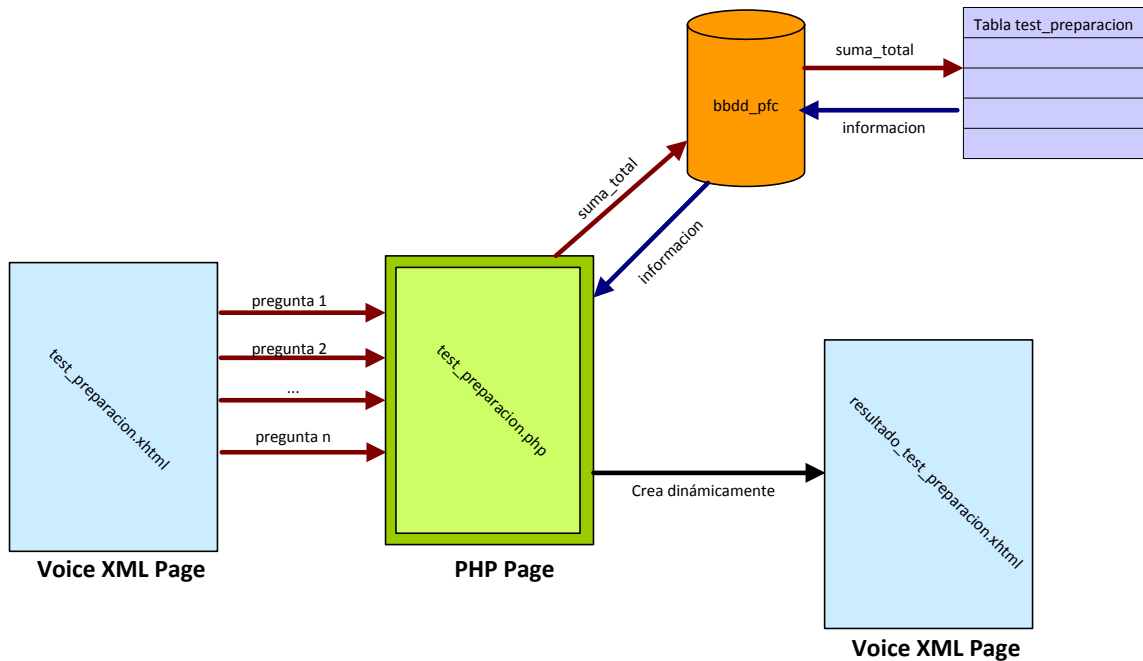 Tabla test_preparacion
suma_total
bbdd_pfc
informacion
suma_total
informacion
pregunta 1
pregunta 2
...
pregunta n
test_preparacion.xhtml
test_preparacion.php
Crea dinámicamente
resultado_test_preparacion.xhtml
Voice XML Page
PHP Page
Voice XML Page